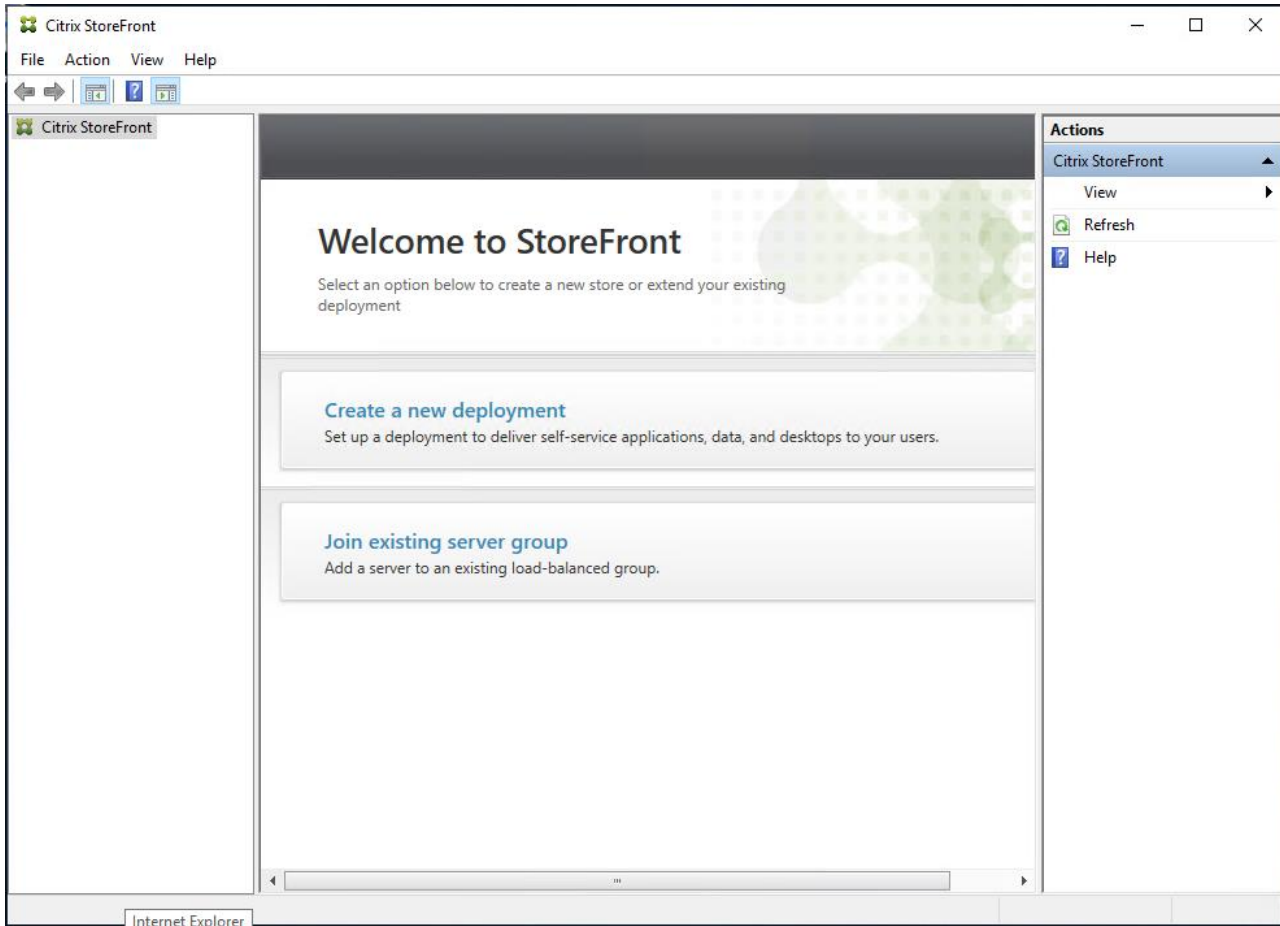 Citrix StoreFront
File Action View Help
Citrix StoreFront
Welcome to StoreFront
Select an option below to create a new store or extend your existing
deployment
Create a new deployment
Set up a deployment to deliver self-service applications, data, and desktops to your users.
Join existing server group
Add a server to an existing load-balanced group.
Actions
Citrix StoreFront
View
Refresh
Help
Internet Explorer